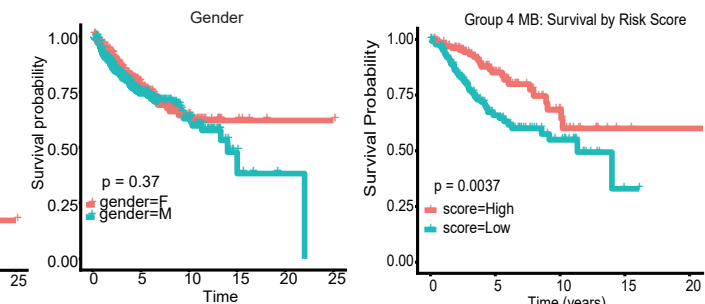 25
Gender
Survival probability
1.00
0.75
0.50
0.25
0.00
p = 0.37
gender=F
gender=M
0 5 10 15 20 25
Time
Group 4 MB: Survival by Risk Score
Survival Probability
1.00
0.75
0.50
0.25
0.00
p = 0.0037
score=High
score=Low
0 5 10 15 20
Time (years)